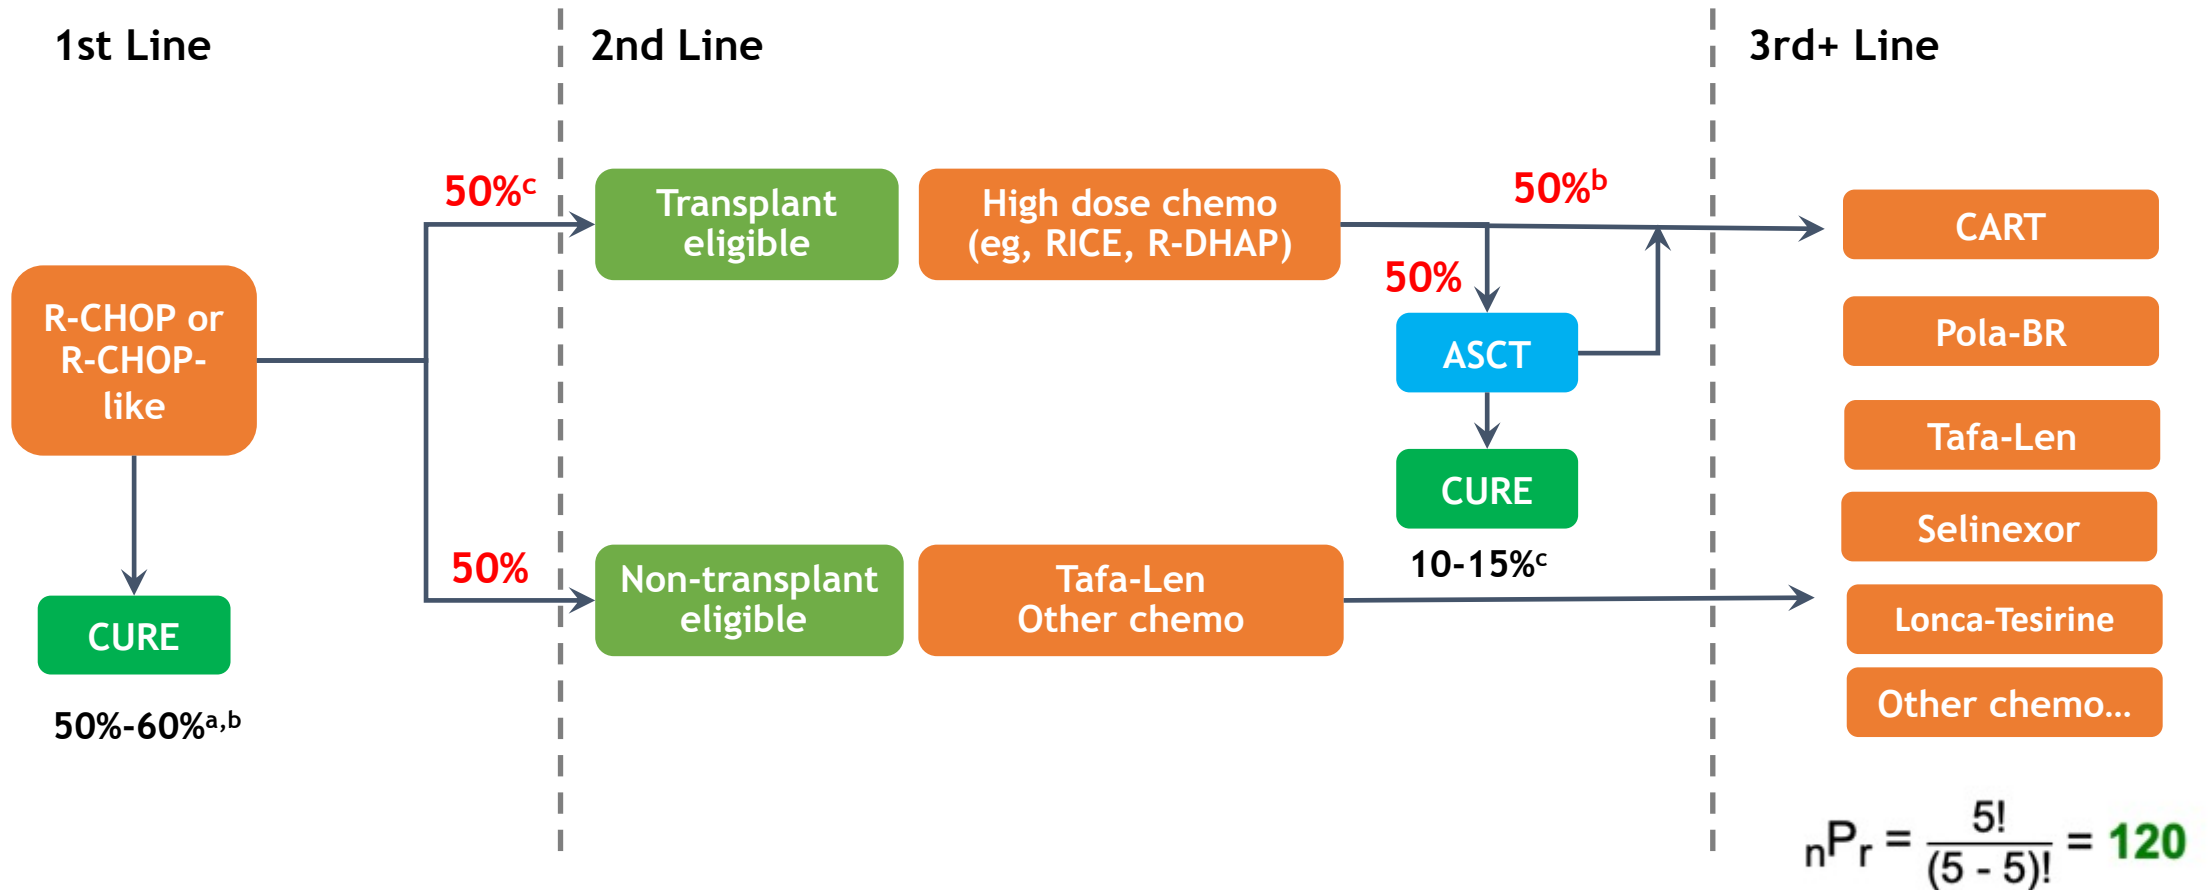 1st Line
2nd Line
3rd+ Line
R-CHOP or
R-CHOP-
like
CURE
50%-60%a,b
50%c
50%
Transplant
eligible
High dose chemo
(eg, RICE, R-DHAP)
50%b
50%
ASCT
CURE
10-15%c
Non-transplant
eligible
Tafa-Len
Other chemo
CART
Pola-BR
Tafa-Len
Selinexor
Lonca-Tesirine
Other chemo...
nPr = 5! / (5 - 5)! = 120